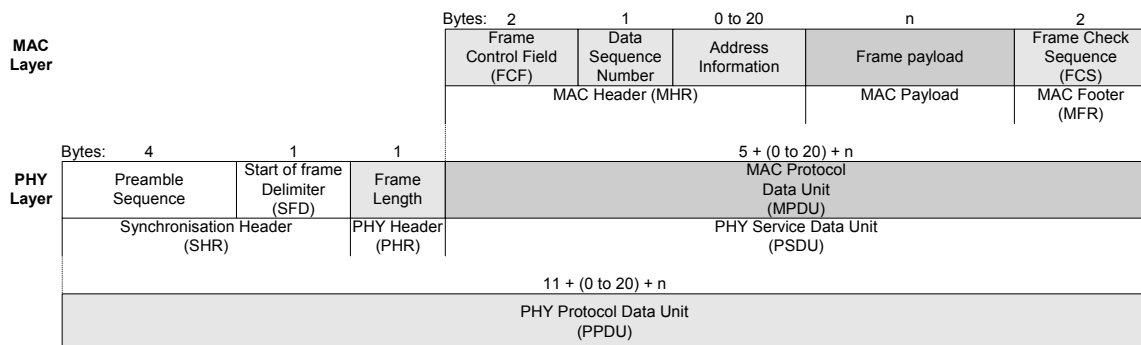 Bytes: 2 1 0 to 20 n 2
MAC
Layer
Frame
Control Field
(FCF)
Data
Sequence
Number
Address
Information
Frame payload
Frame Check
Sequence
(FCS)
MAC Header (MHR)
MAC Payload
MAC Footer
(MFR)
Bytes: 4 1 1 5 + (0 to 20) + n
PHY
Layer
Preamble
Sequence
Start of frame
Delimiter
(SFD)
Frame
Length
MAC Protocol
Data Unit
(MPDU)
Synchronisation Header
(SHR)
PHY Header
(PHR)
PHY Service Data Unit
(PSDU)
11 + (0 to 20) + n
PHY Protocol Data Unit
(PPDU)